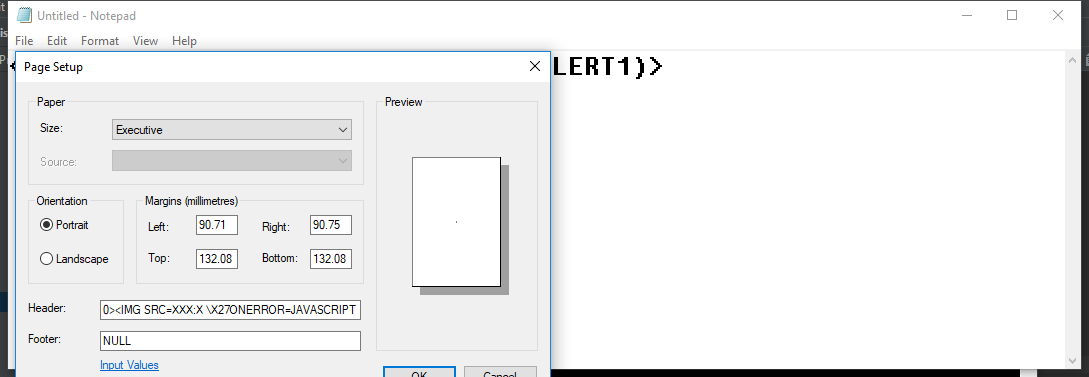 Untitled - Notepad
File Edit Format View Help
LERT1)>
Page Setup
Paper
Size: Executive
Source:
Preview
Orientation
Portrait
Landscape
Margins (millimetres)
Left: 90.71 Right: 90.75
Top: 132.08 Bottom: 132.08
Header: 0><IMG SRC=XXX:X \X27ONERROR=JAVASCRIPT
Footer: NULL
Input Values
OK Cancel